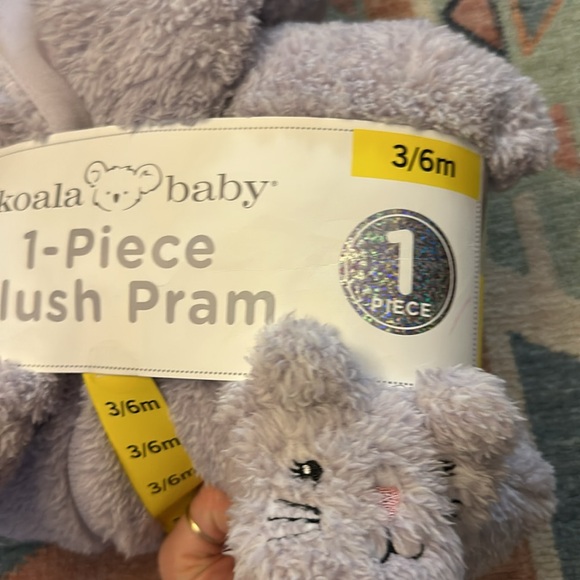 koala baby®
3/6m
1-Piece
lush Pram
1
PIECE
3/6m
3/6m
3/6m